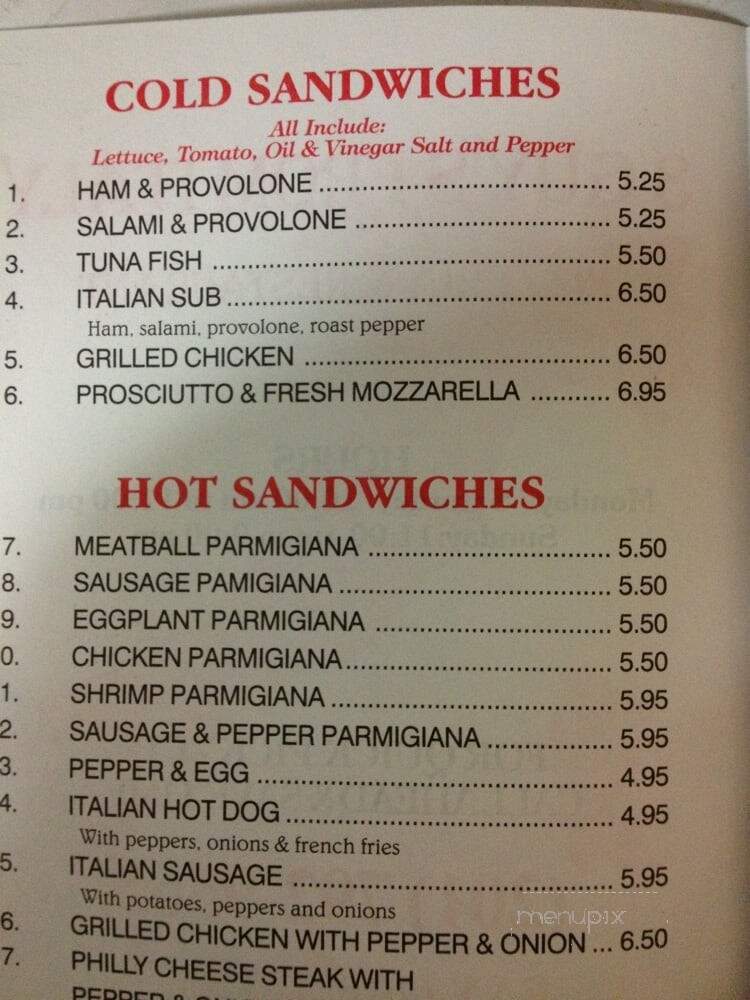 COLD SANDWICHES
All Include:
Lettuce, Tomato, Oil & Vinegar Salt and Pepper
1. HAM & PROVOLONE .................................... 5.25
2. SALAMI & PROVOLONE ............................... 5.25
3. TUNA FISH ................................................. 5.50
4. ITALIAN SUB ............................................... 6.50
Ham, salami, provolone, roast pepper
5. GRILLED CHICKEN ...................................... 6.50
6. PROSCIUTTO & FRESH MOZZARELLA ........... 6.95
HOT SANDWICHES
7. MEATBALL PARMIGIANA .............................. 5.50
8. SAUSAGE PAMIGIANA .................................. 5.50
9. EGGPLANT PARMIGIANA ............................. 5.50
0. CHICKEN PARMIGIANA ................................. 5.50
1. SHRIMP PARMIGIANA ................................... 5.95
2. SAUSAGE & PEPPER PARMIGIANA ................ 5.95
3. PEPPER & EGG ............................................ 4.95
4. ITALIAN HOT DOG ........................................ 4.95
With peppers, onions & french fries
5. ITALIAN SAUSAGE ........................................ 5.95
With potatoes, peppers and onions
6. GRILLED CHICKEN WITH PEPPER & ONION ... 6.50
7. PHILLY CHEESE STEAK WITH
PEPPER &
menupix